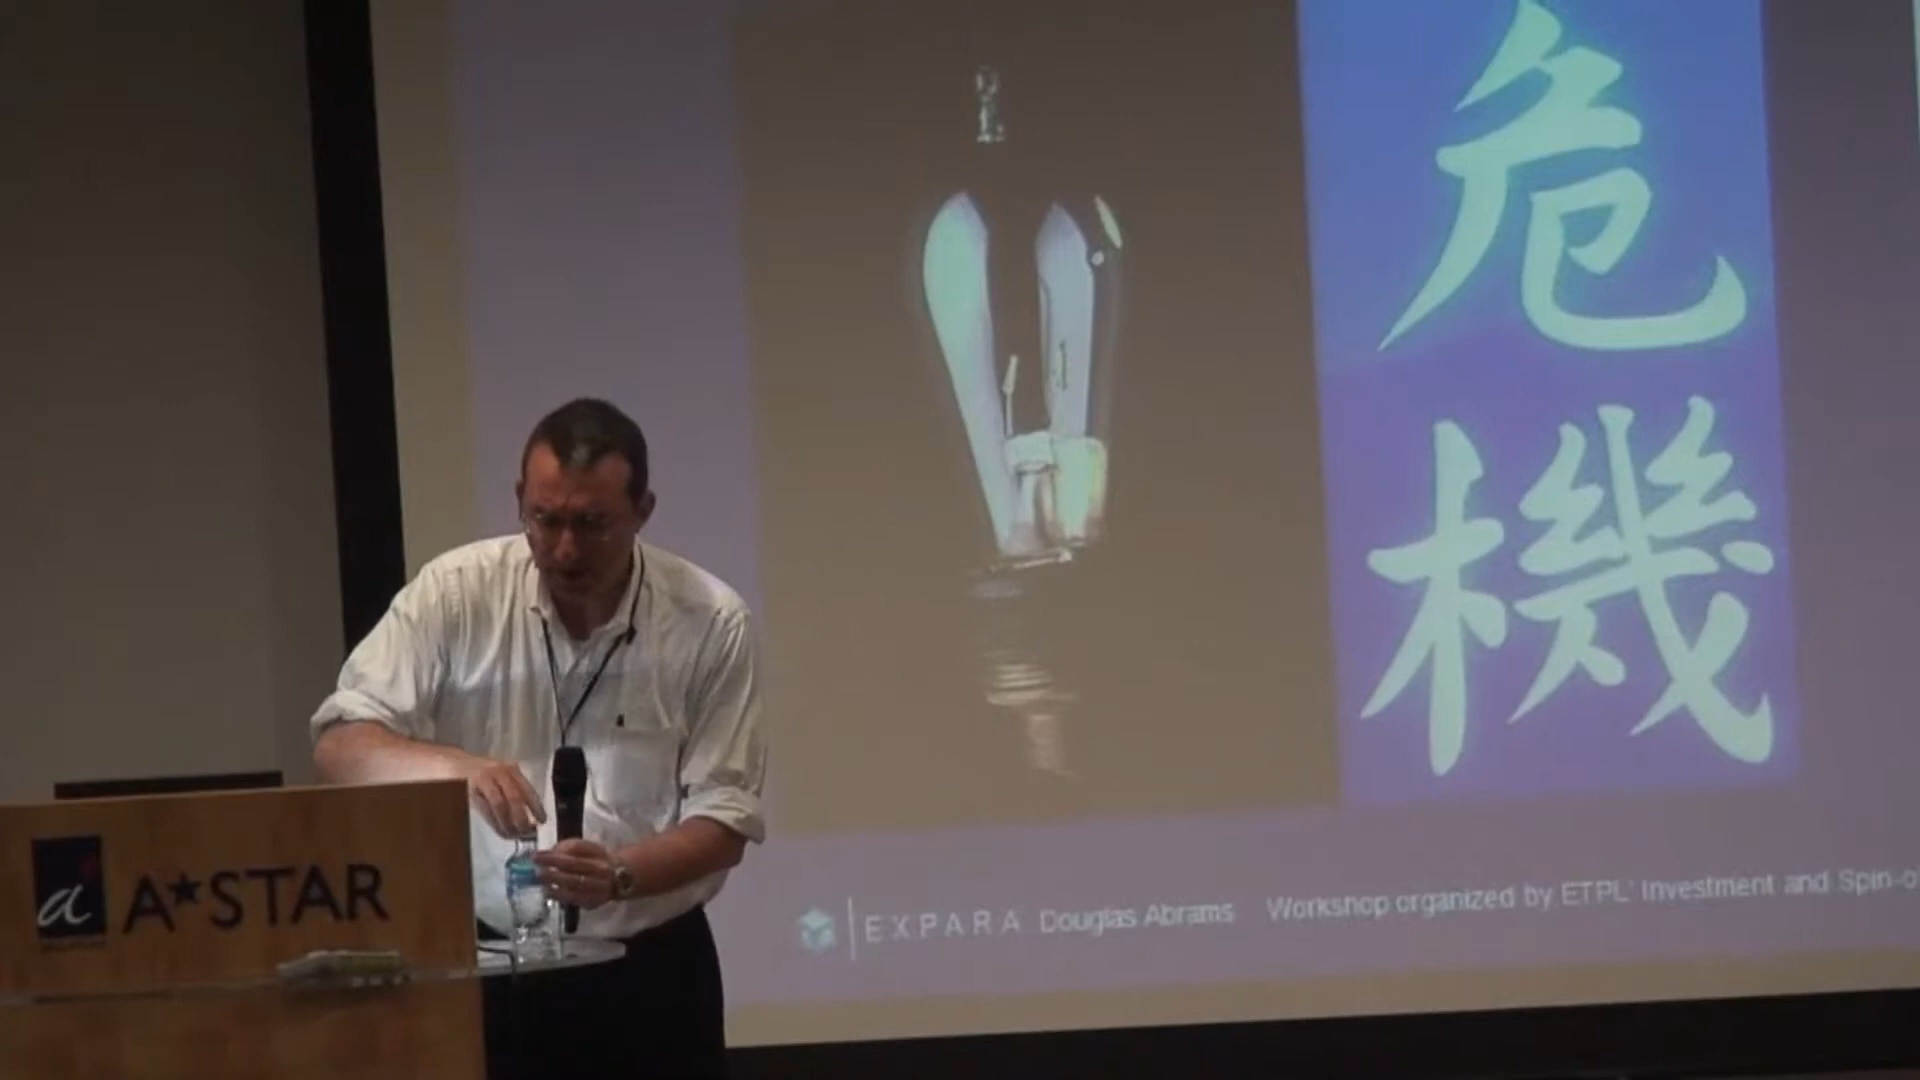 危
機
EXPARA Douglas Abrams Workshop organized by ETPL' Investment and Spin-o
A★STAR